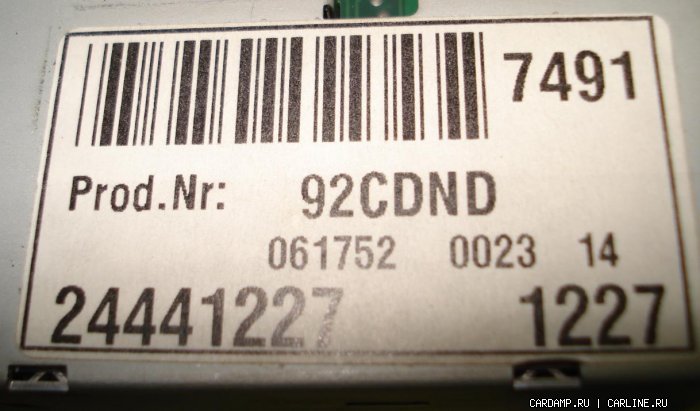 7491
Prod.Nr: 92CDND
061752 0023 14
24441227 1227
CARDAMP.RU | CARLINE.RU